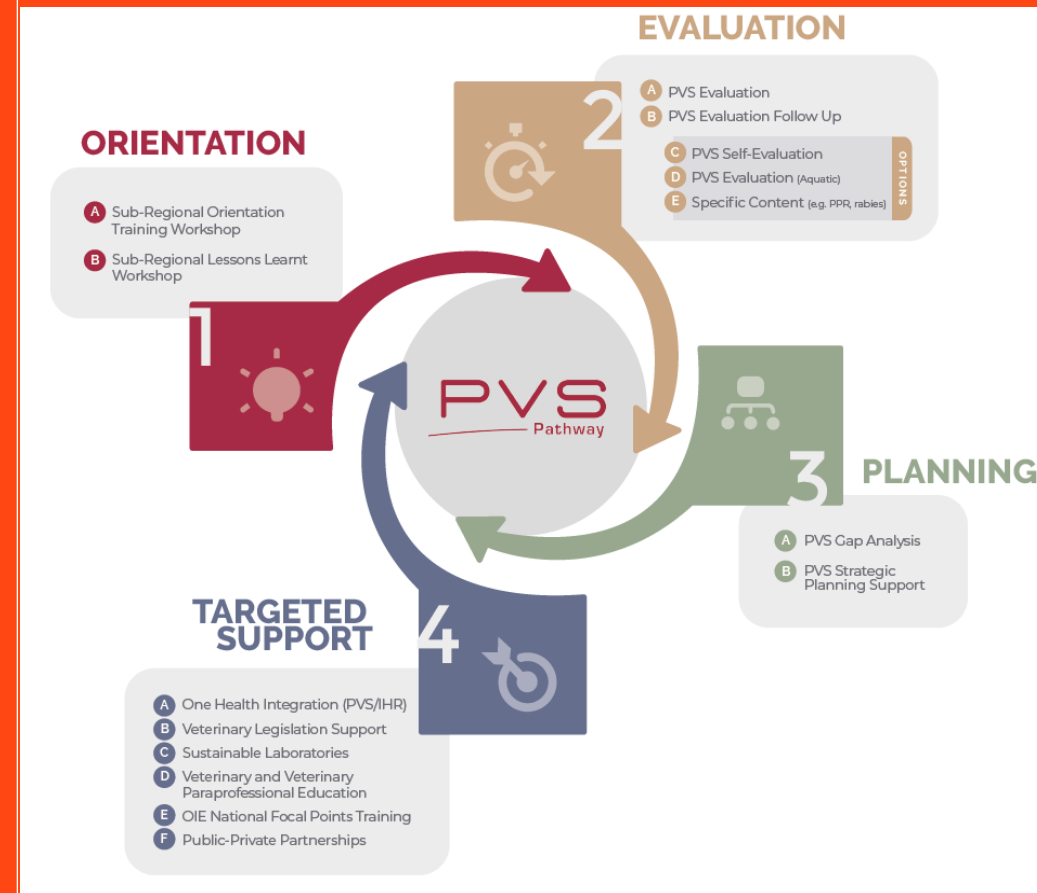 ORIENTATION
1
A Sub-Regional Orientation
Training Workshop
B Sub-Regional Lessons Learnt
Workshop
EVALUATION
2
A PVS Evaluation
B PVS Evaluation Follow Up
C PVS Self-Evaluation
D PVS Evaluation (Aquatic)
E Specific Content (e.g. PPR, rabies)
OPTIONS
PVS
Pathway
3
PLANNING
A PVS Gap Analysis
B PVS Strategic
Planning Support
TARGETED
SUPPORT
4
A One Health Integration (PVS/IHR)
B Veterinary Legislation Support
C Sustainable Laboratories
D Veterinary and Veterinary
Paraprofessional Education
E OIE National Focal Points Training
F Public-Private Partnerships